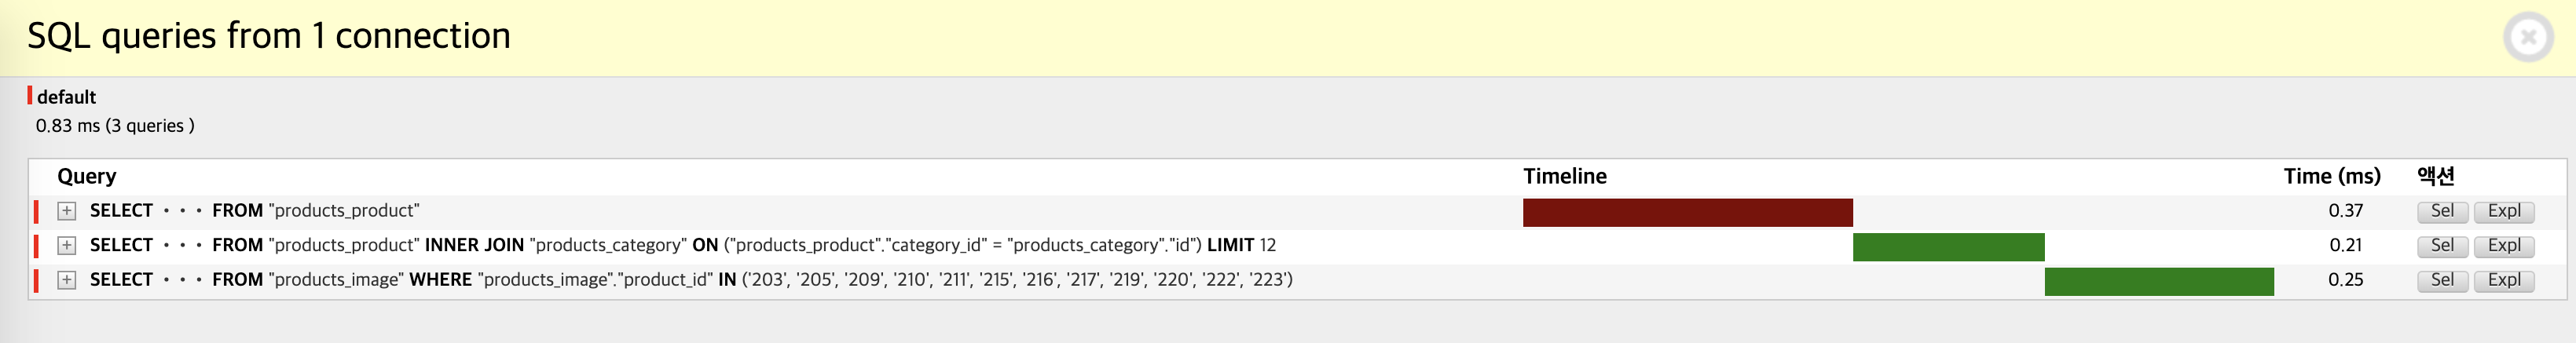 SQL queries from 1 connection
default
0.83 ms (3 queries )
Query Timeline Time (ms) 액션
+ SELECT ••• FROM "products_product" 0.37 Sel Expl
+ SELECT ••• FROM "products_product" INNER JOIN "products_category" ON ("products_product"."category_id" = "products_category"."id") LIMIT 12 0.21 Sel Expl
+ SELECT ••• FROM "products_image" WHERE "products_image"."product_id" IN ('203', '205', '209', '210', '211', '215', '216', '217', '219', '220', '222', '223') 0.25 Sel Expl